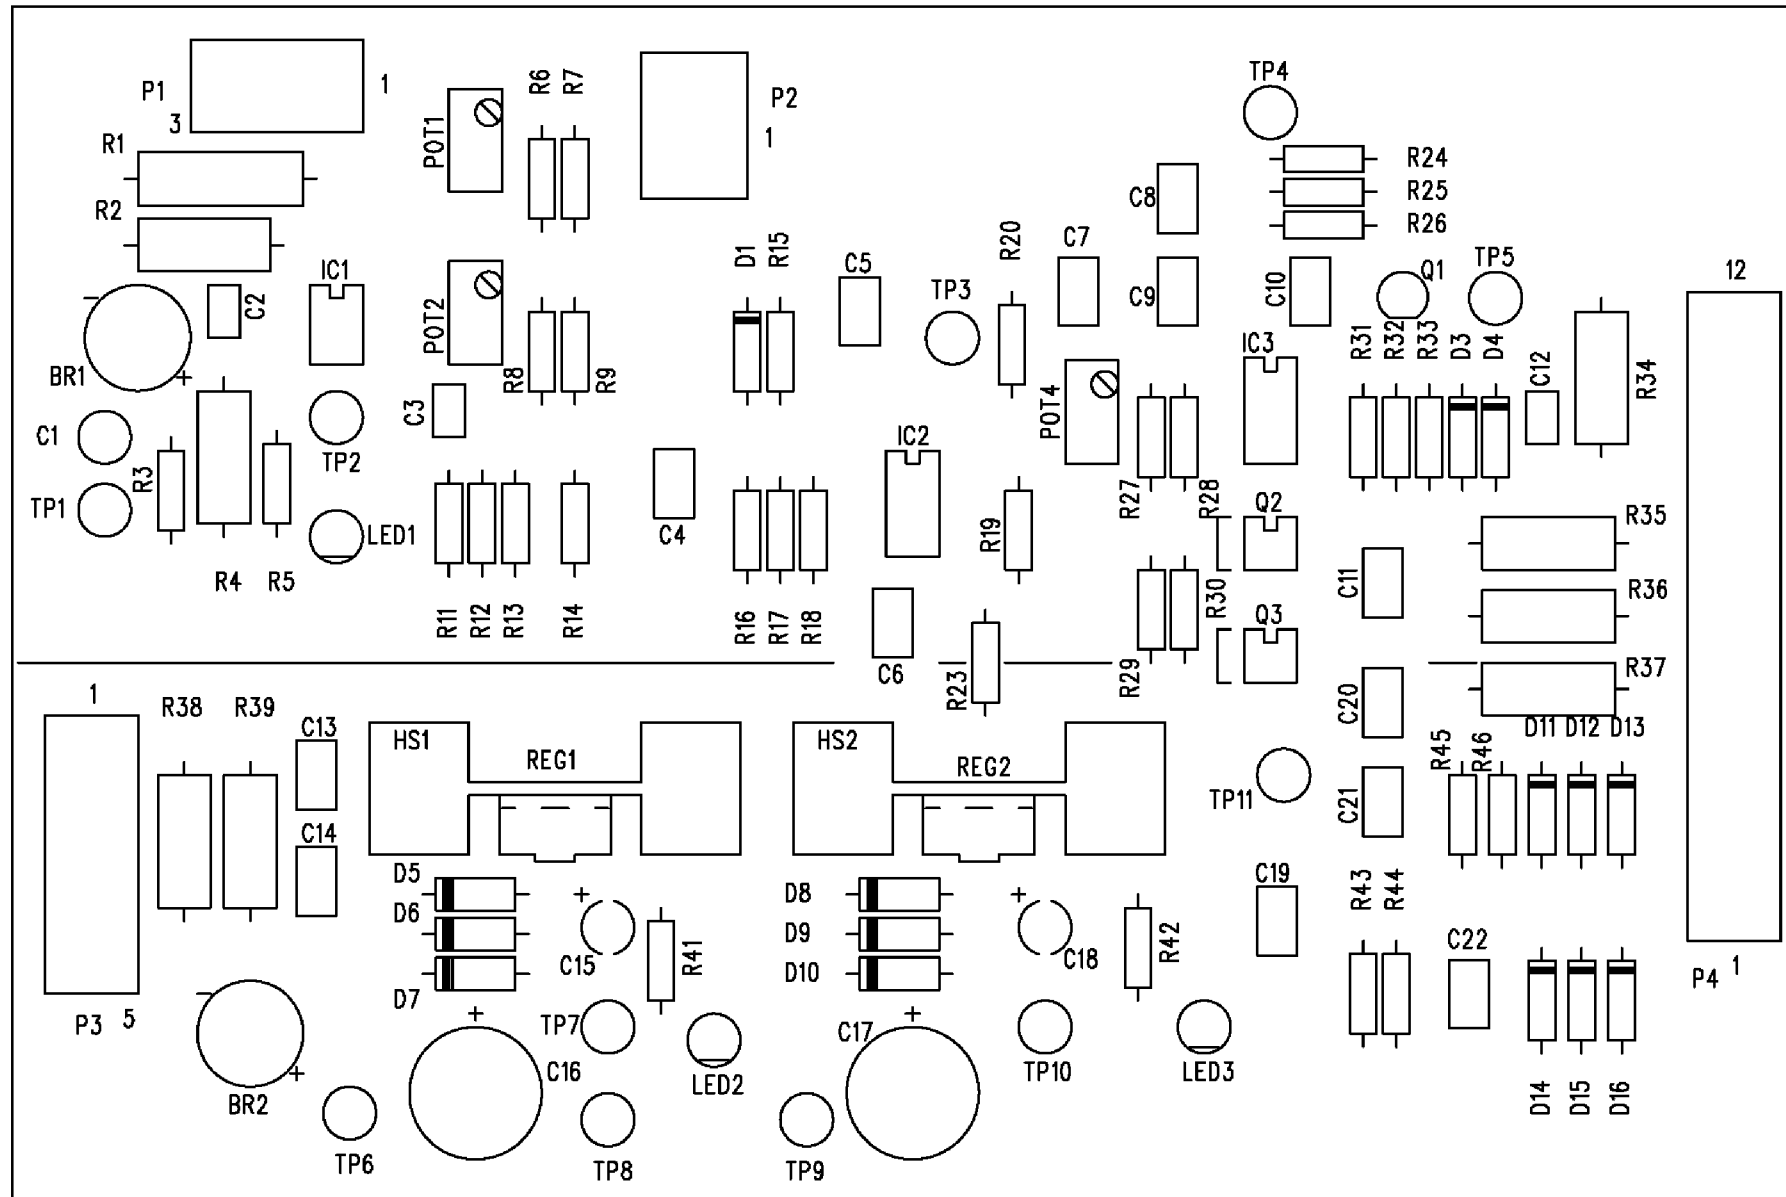 P1
3
1
R1
R2
POT1
R6
R7
P2
1
TP4
R24
R25
R26
C8
C7
C9
C10
R20
Q1
TP5
12
IC1
C2
POT2
D1
R15
C5
TP3
BR1
-
+
R8
R9
C3
IC3
R31
R32
R33
D3
D4
C12
R34
POT4
C1
TP1
R3
TP2
LED1
R4
R5
C4
IC2
R19
R27
R28
Q2
R35
R11
R12
R13
R14
R16
R17
R18
C6
R23
R29
R30
Q3
C11
R36
R37
1
R38
R39
C13
HS1
REG1
HS2
REG2
TP11
C20
C21
R45
R46
D11
D12
D13
C14
D5
D6
D7
+
C15
R41
D8
D9
D10
+
C18
R42
C19
R43
R44
C22
P4
1
P3
5
-
+
BR2
TP6
+
C16
TP7
TP8
LED2
+
C17
TP9
TP10
LED3
D14
D15
D16